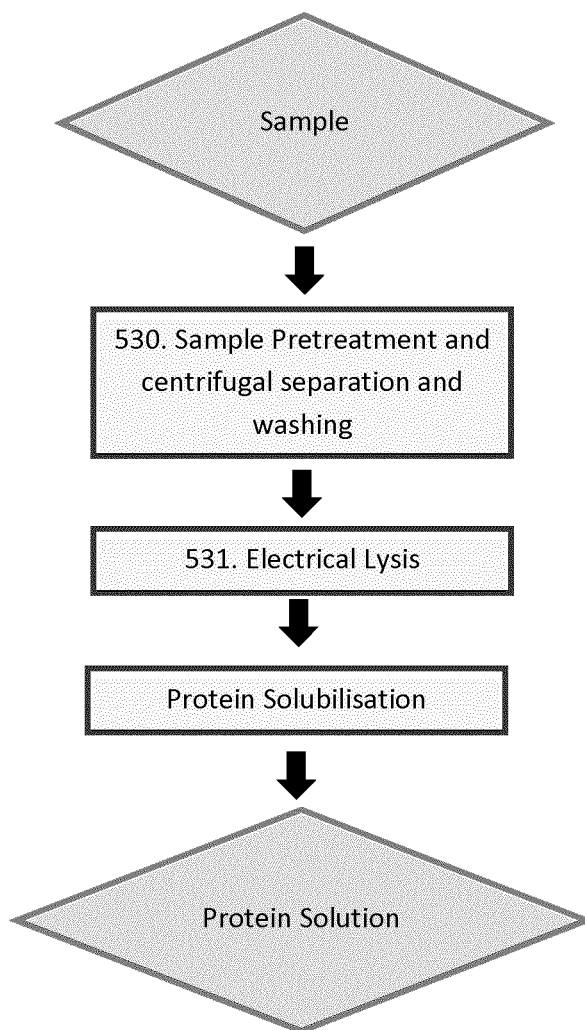 Sample
530. Sample Pretreatment and
centrifugal separation and
washing
531. Electrical Lysis
Protein Solubilisation
Protein Solution